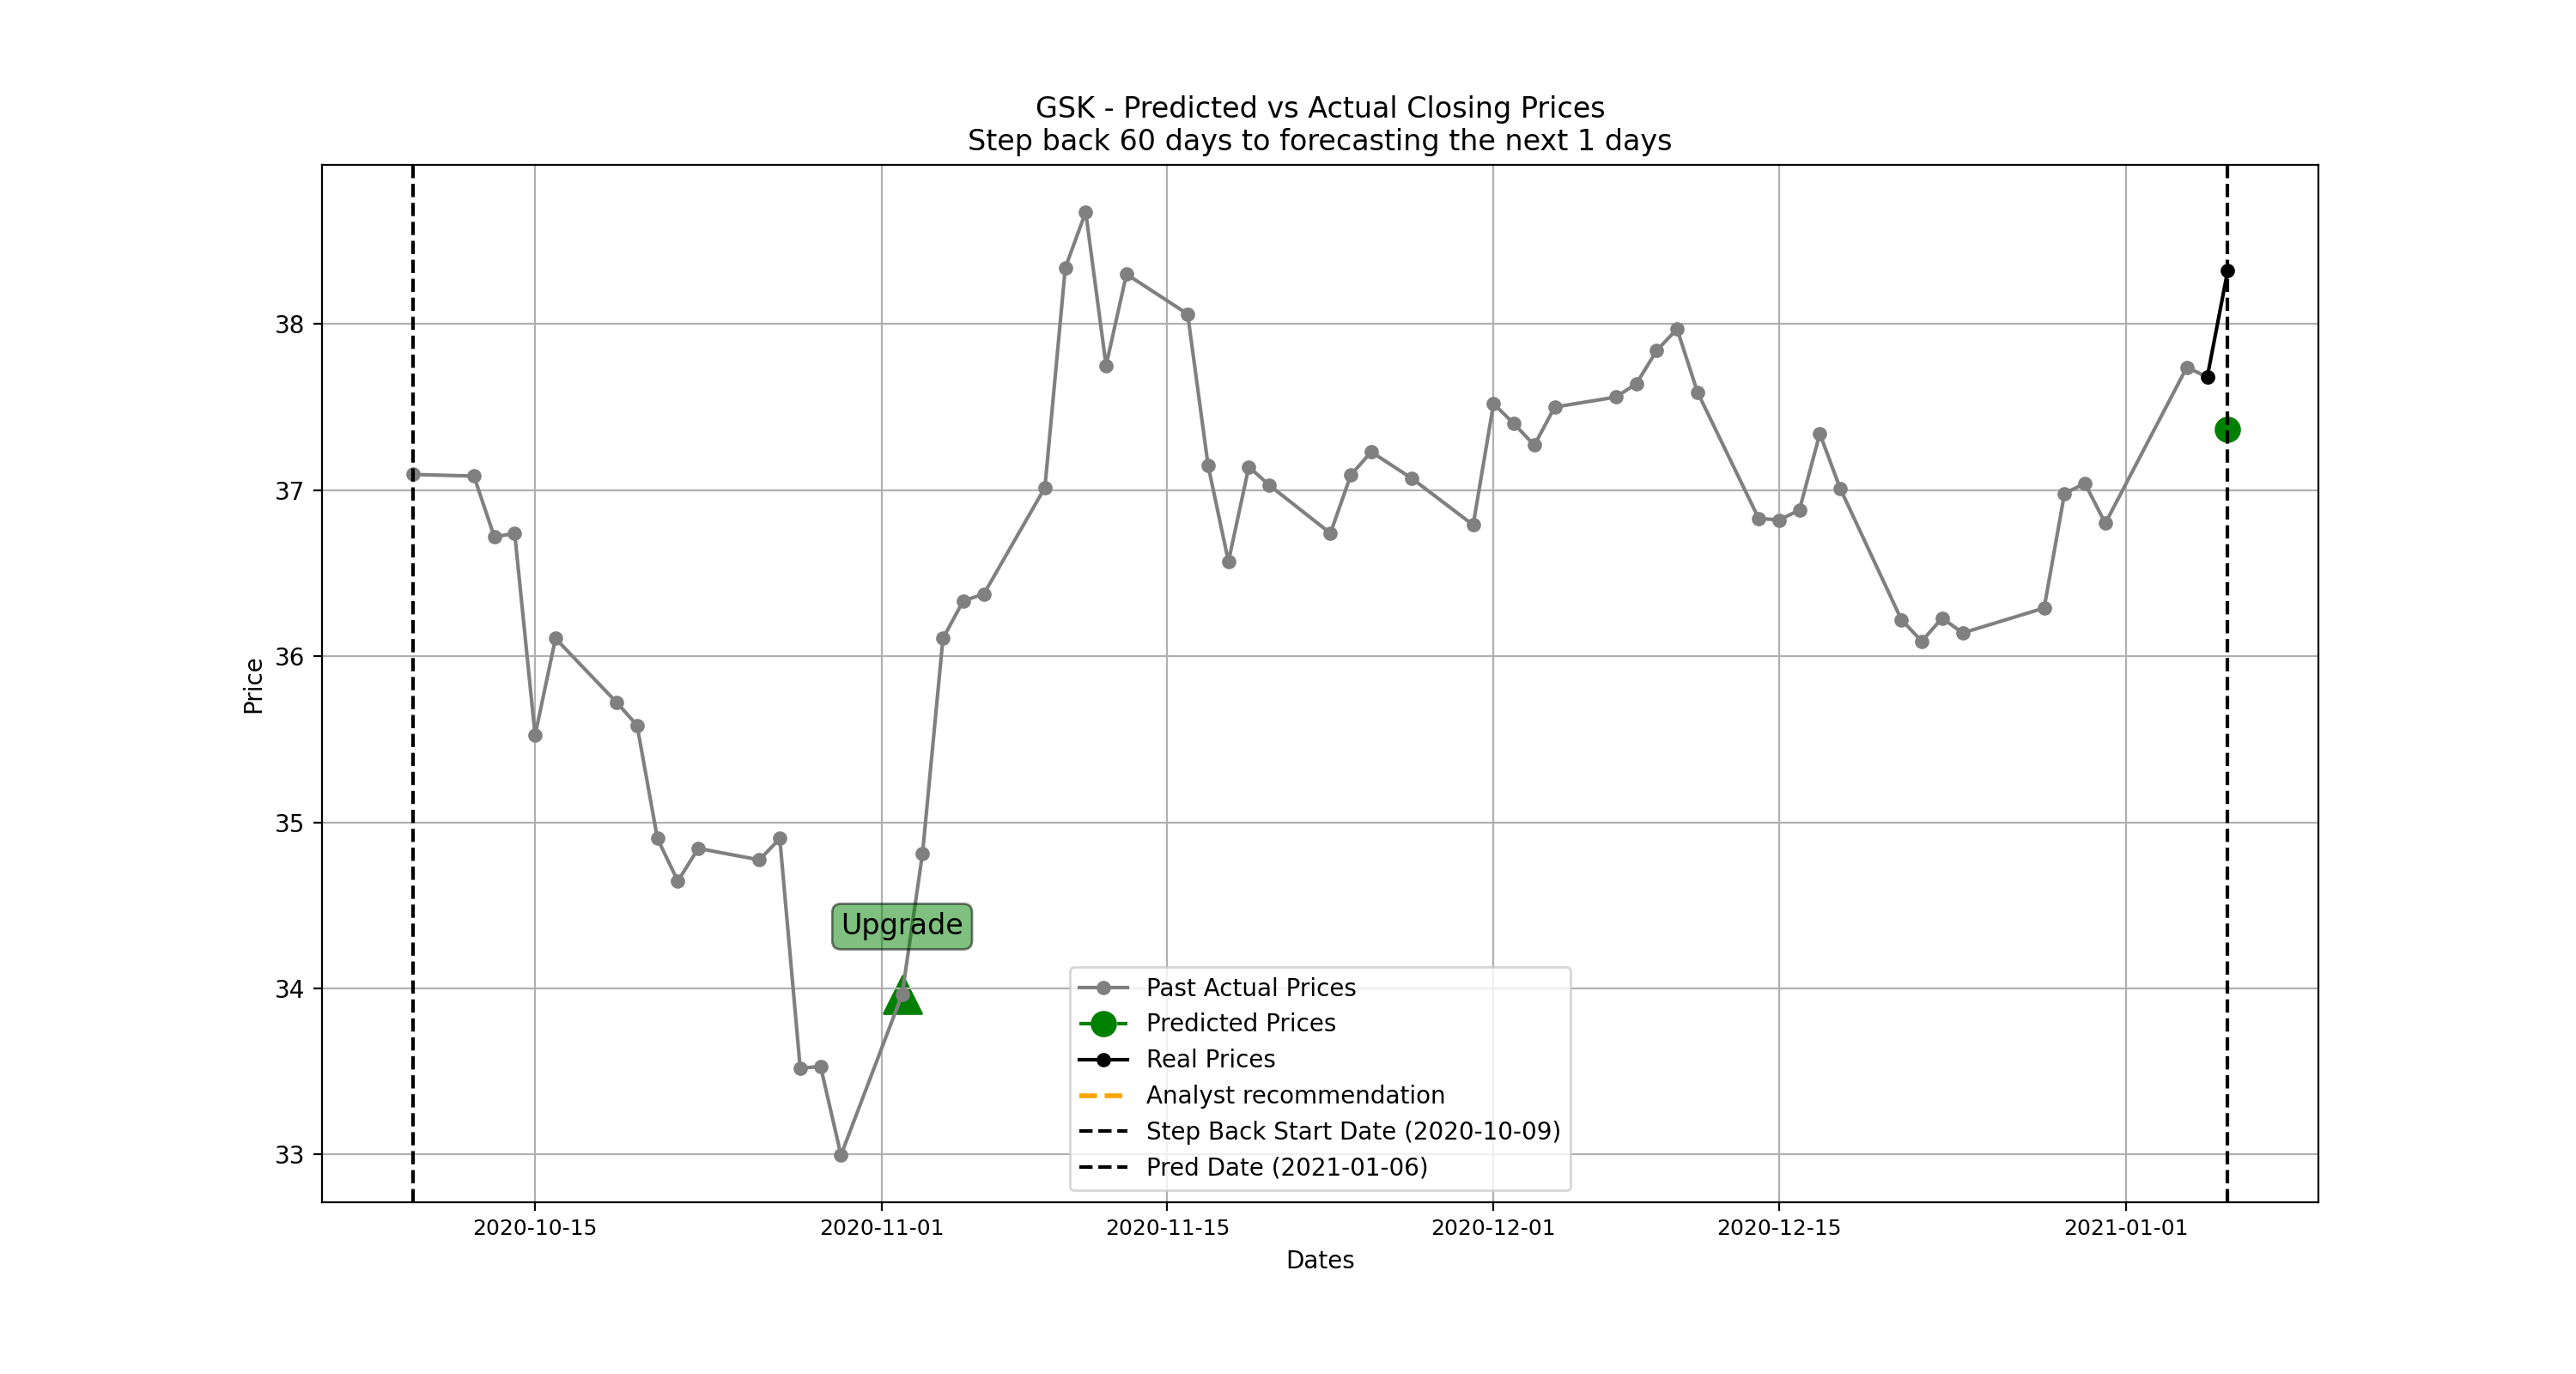 GSK - Predicted vs Actual Closing Prices
Step back 60 days to forecasting the next 1 days
Price
38
37
36
35
34
33
Upgrade
Past Actual Prices
Predicted Prices
Real Prices
Analyst recommendation
Step Back Start Date (2020-10-09)
Pred Date (2021-01-06)
2020-10-15
2020-11-01
2020-11-15
2020-12-01
2020-12-15
2021-01-01
Dates